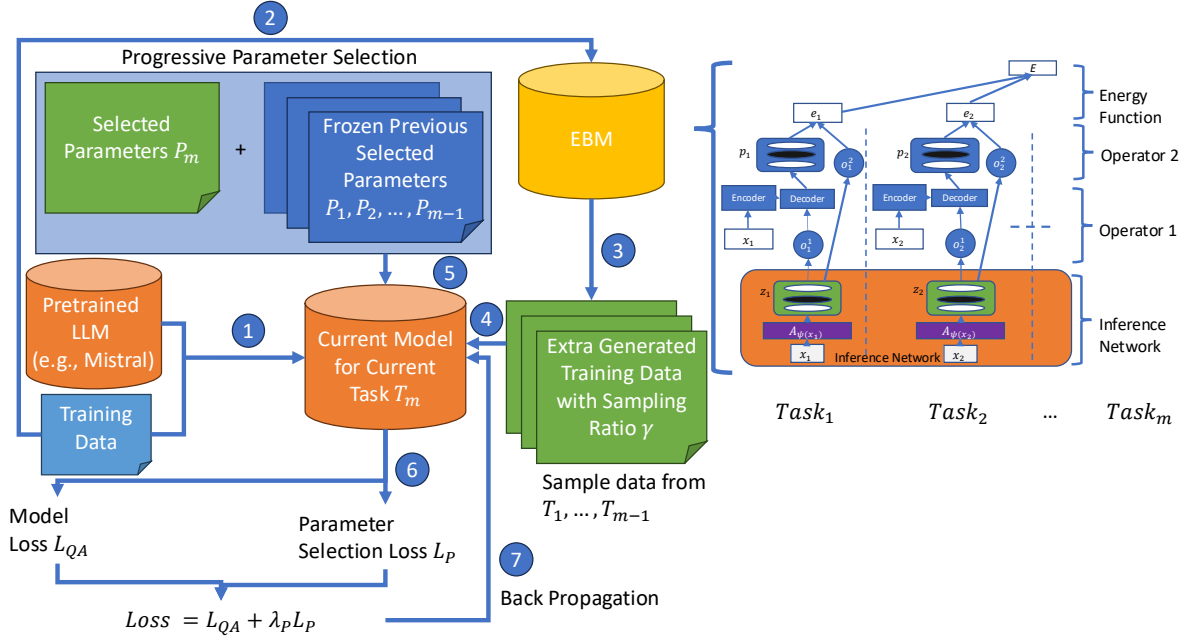 2
Progressive Parameter Selection
Selected
Parameters P_m
+
Frozen Previous
Selected
Parameters
P_1, P_2, ..., P_{m−1}
EBM
3
5
Pretrained
LLM
(e.g., Mistral)
1
Training
Data
Current Model
for Current
Task T_m
4
Extra Generated
Training Data
with Sampling
Ratio γ
Sample data from
T_1, ..., T_{m−1}
6
Model
Loss L_{QA}
Parameter
Selection Loss L_P
7
Back Propagation
Loss = L_{QA} + λ_P L_P
E
e_1
e_2
Energy
Function
p_1
o_1^2
p_2
o_2^2
Operator 2
Encoder
Decoder
Encoder
Decoder
x_1
o_1^1
x_2
o_2^1
Operator 1
z_1
z_2
A_{ψ(x_1)}
A_{ψ(x_2)}
x_1
Inference Network
x_2
Inference
Network
Task_1
Task_2
...
Task_m